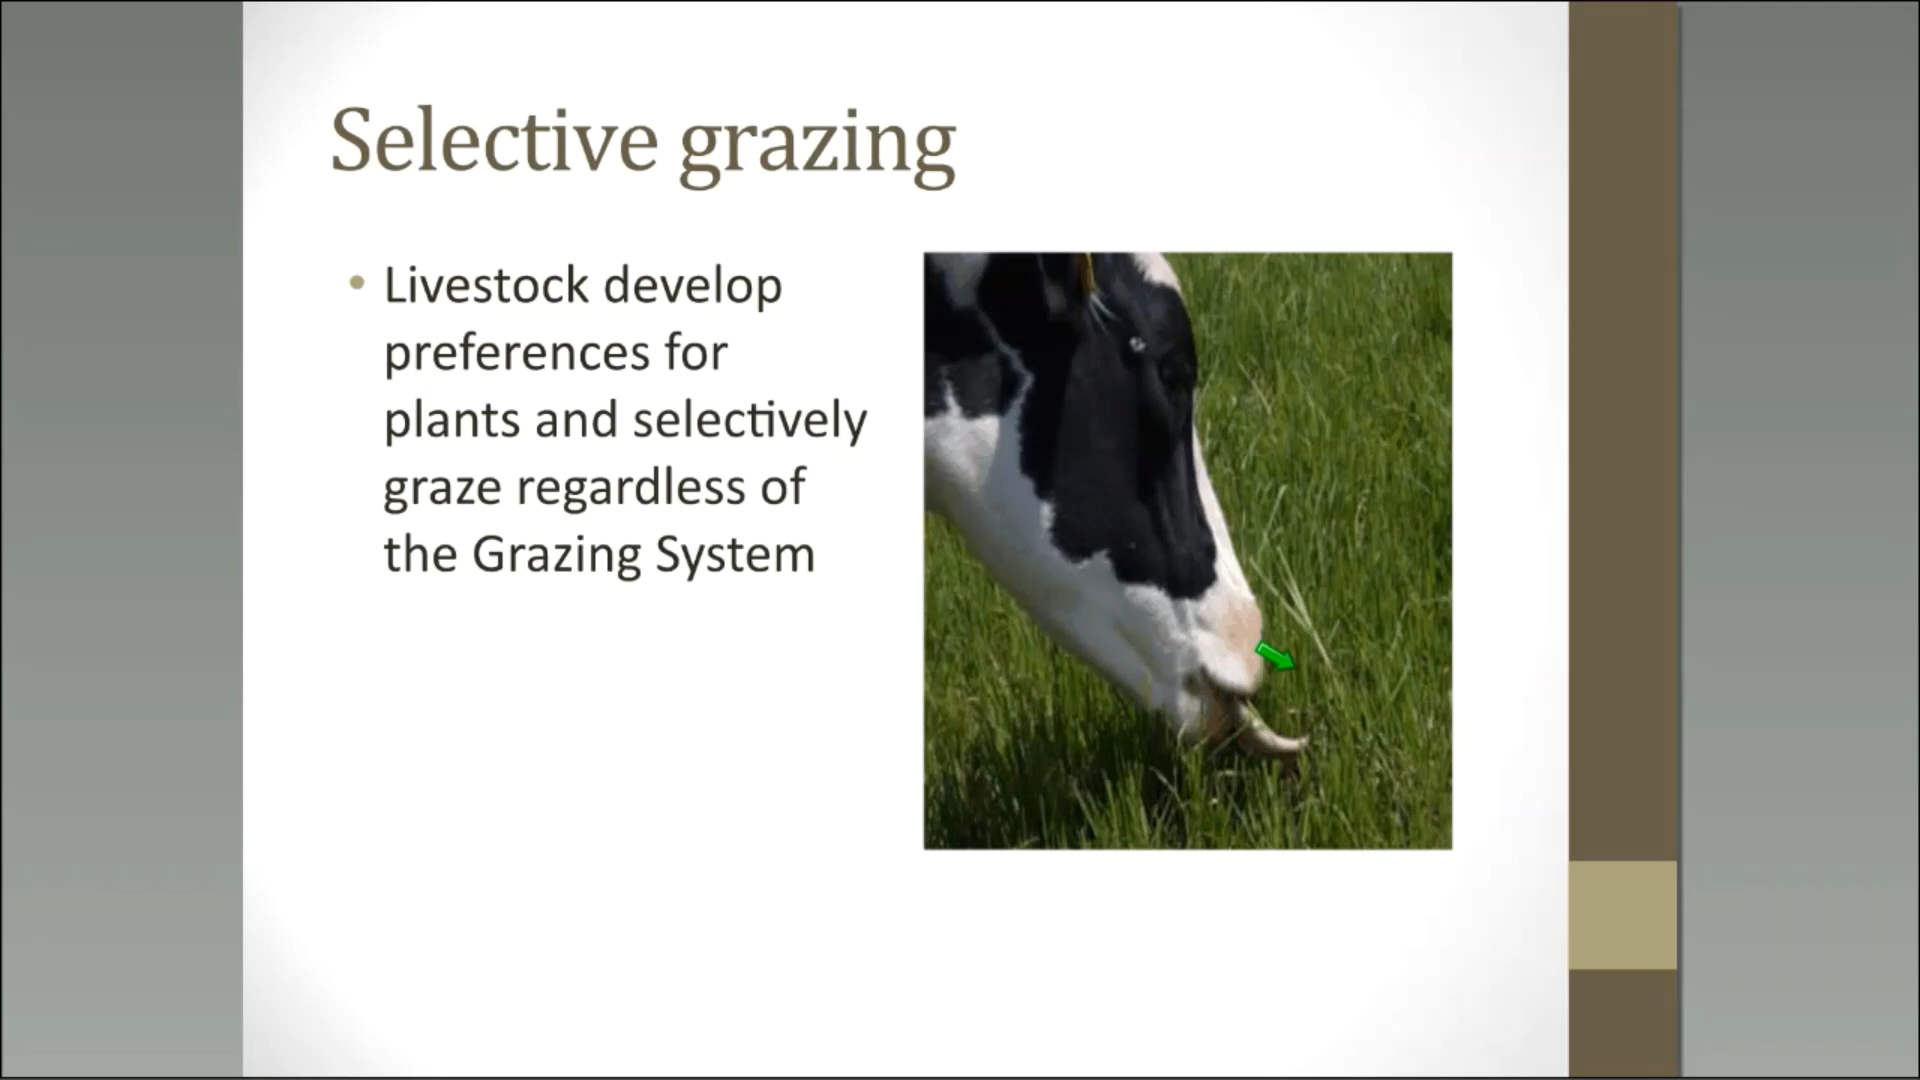 Selective grazing
• Livestock develop
preferences for
plants and selectively
graze regardless of
the Grazing System